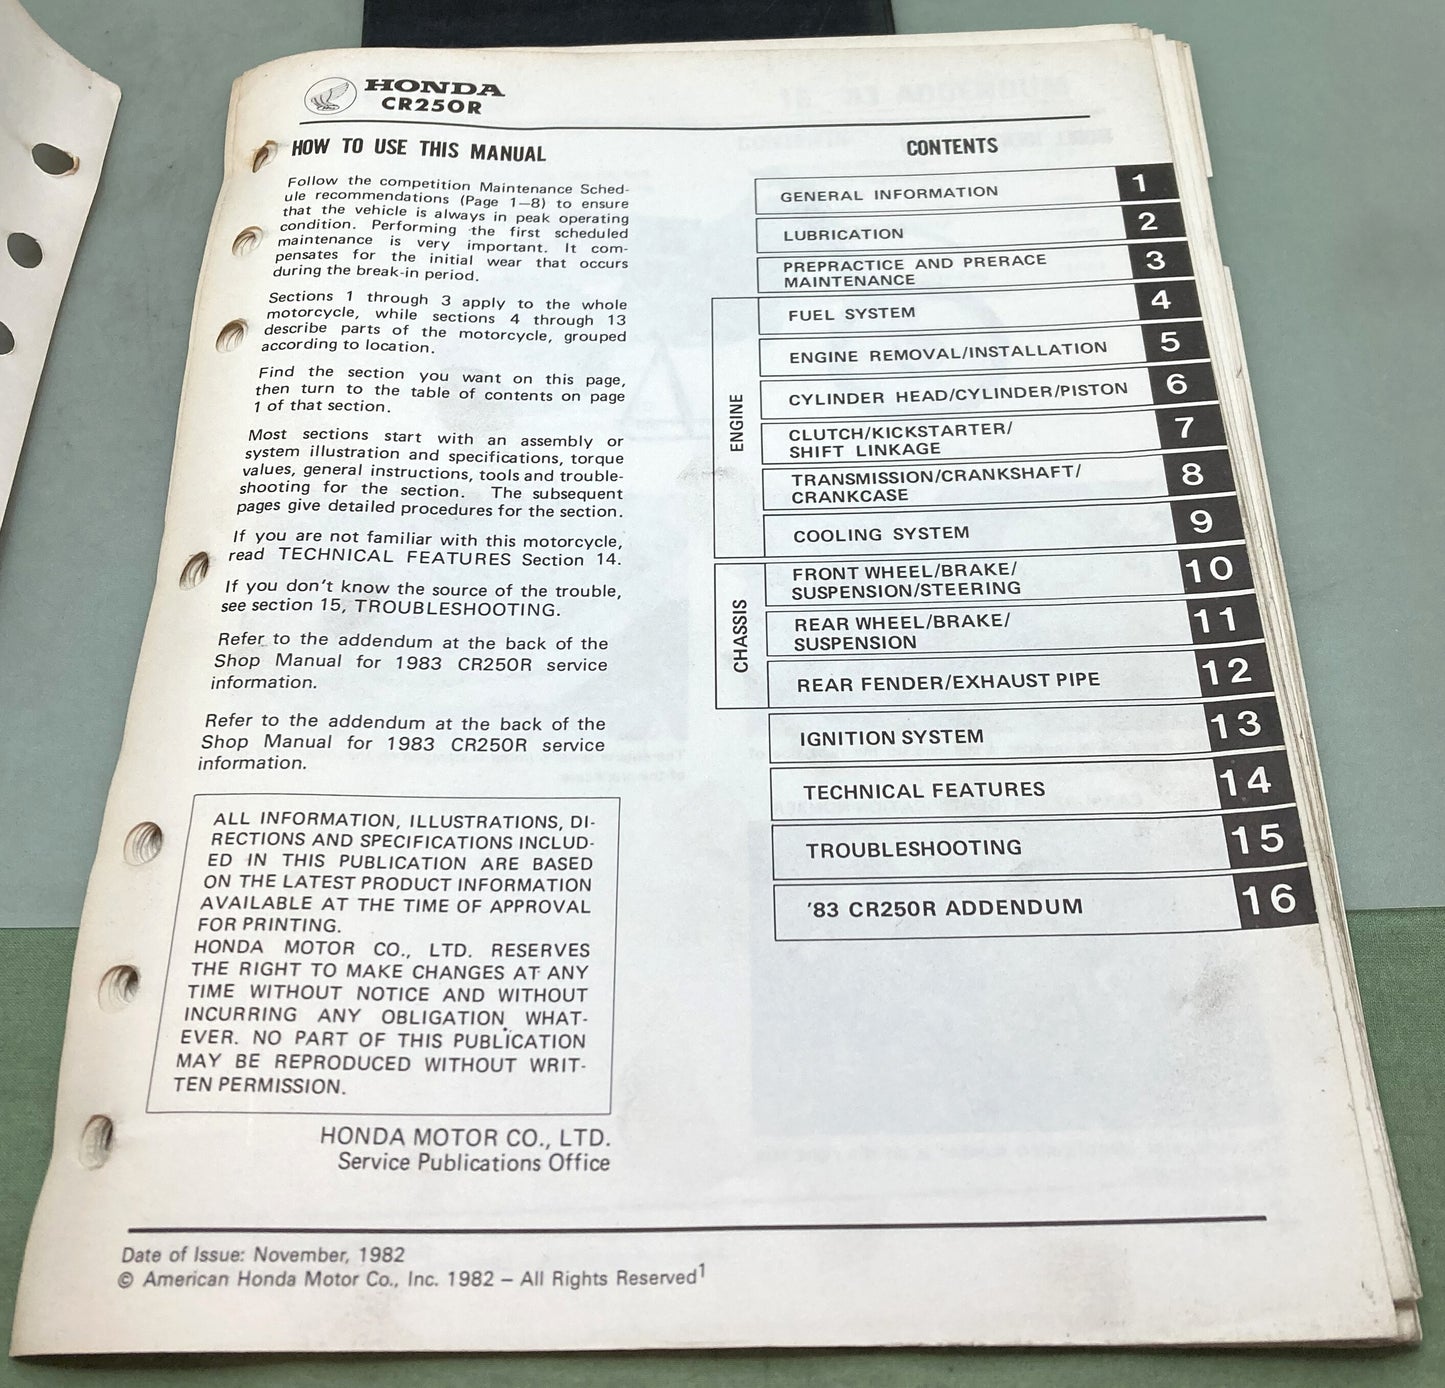 HONDA
CR250R
HOW TO USE THIS MANUAL
Follow the competition Maintenance Sched-
ule recommendations (Page 1–8) to ensure
that the vehicle is always in peak operating
condition. Performing the first scheduled
maintenance is very important. It com-
pensates for the initial wear that occurs
during the break-in period.
Sections 1 through 3 apply to the whole
motorcycle, while sections 4 through 13
describe parts of the motorcycle, grouped
according to location.
Find the section you want on this page,
then turn to the table of contents on page
1 of that section.
Most sections start with an assembly or
system illustration and specifications, torque
values, general instructions, tools and trouble-
shooting for the section. The subsequent
pages give detailed procedures for the section.
If you are not familiar with this motorcycle,
read TECHNICAL FEATURES Section 14.
If you don't know the source of the trouble,
see section 15, TROUBLESHOOTING.
Refer to the addendum at the back of the
Shop Manual for 1983 CR250R service
information.
Refer to the addendum at the back of the
Shop Manual for 1983 CR250R service
information.
ALL INFORMATION, ILLUSTRATIONS, DI-
RECTIONS AND SPECIFICATIONS INCLUD-
ED IN THIS PUBLICATION ARE BASED
ON THE LATEST PRODUCT INFORMATION
AVAILABLE AT THE TIME OF APPROVAL
FOR PRINTING.
HONDA MOTOR CO., LTD. RESERVES
THE RIGHT TO MAKE CHANGES AT ANY
TIME WITHOUT NOTICE AND WITHOUT
INCURRING ANY OBLIGATION WHAT-
EVER. NO PART OF THIS PUBLICATION
MAY BE REPRODUCED WITHOUT WRIT-
TEN PERMISSION.
HONDA MOTOR CO., LTD.
Service Publications Office
CONTENTS
GENERAL INFORMATION 1
LUBRICATION 2
PREPRACTICE AND PRERACE
MAINTENANCE 3
ENGINE
FUEL SYSTEM 4
ENGINE REMOVAL/INSTALLATION 5
CYLINDER HEAD/CYLINDER/PISTON 6
CLUTCH/KICKSTARTER/
SHIFT LINKAGE 7
TRANSMISSION/CRANKSHAFT/
CRANKCASE 8
COOLING SYSTEM 9
CHASSIS
FRONT WHEEL/BRAKE/
SUSPENSION/STEERING 10
REAR WHEEL/BRAKE/
SUSPENSION 11
REAR FENDER/EXHAUST PIPE 12
IGNITION SYSTEM 13
TECHNICAL FEATURES 14
TROUBLESHOOTING 15
'83 CR250R ADDENDUM 16
Date of Issue: November, 1982
© American Honda Motor Co., Inc. 1982 – All Rights Reserved1